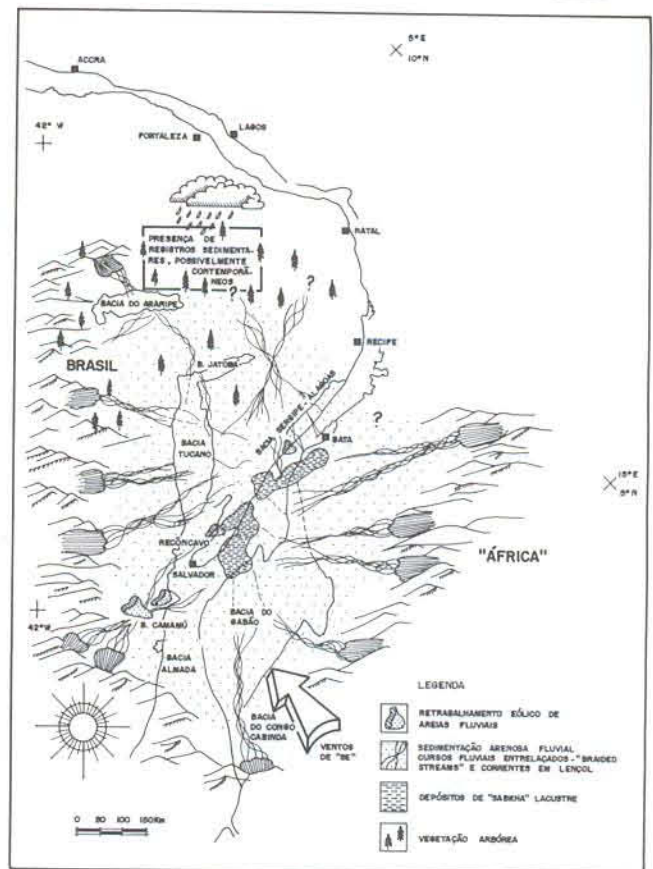 5° E
10° N
ACCRA
42° W
LAGOS
FORTALEZA
PRESENÇA DE
REGISTROS SEDIMENTA-
RES, POSSIVELMENTE
CONTEMPORÂ-
NEOS
NATAL
BACIA DO ARARIPE
?
?
BRASIL
B. JATOBÁ
RECIFE
BACIA SERGIPE-ALAGOAS
?
BACIA
TUCANO
BATA
15° E
RECÔNCAVO
SALVADOR
"ÁFRICA"
42° W
B. CAMAMÚ
BACIA DO
GABÃO
BACIA
ALMADA
BACIA
DO CONGO
CABINDA
VENTOS
DE "SE"
0 50 100 150Km
LEGENDA
RETRABALHAMENTO EÓLICO DE
AREIAS FLUVIAIS
SEDIMENTAÇÃO ARENOSA FLUVIAL
CURSOS FLUVIAIS ENTRELAÇADOS-"BRAIDED
STREAMS" E CORRENTES EM LENÇOL
DEPÓSITOS DE "SABKHA" LACUSTRE
VEGETAÇÃO ARBÓREA